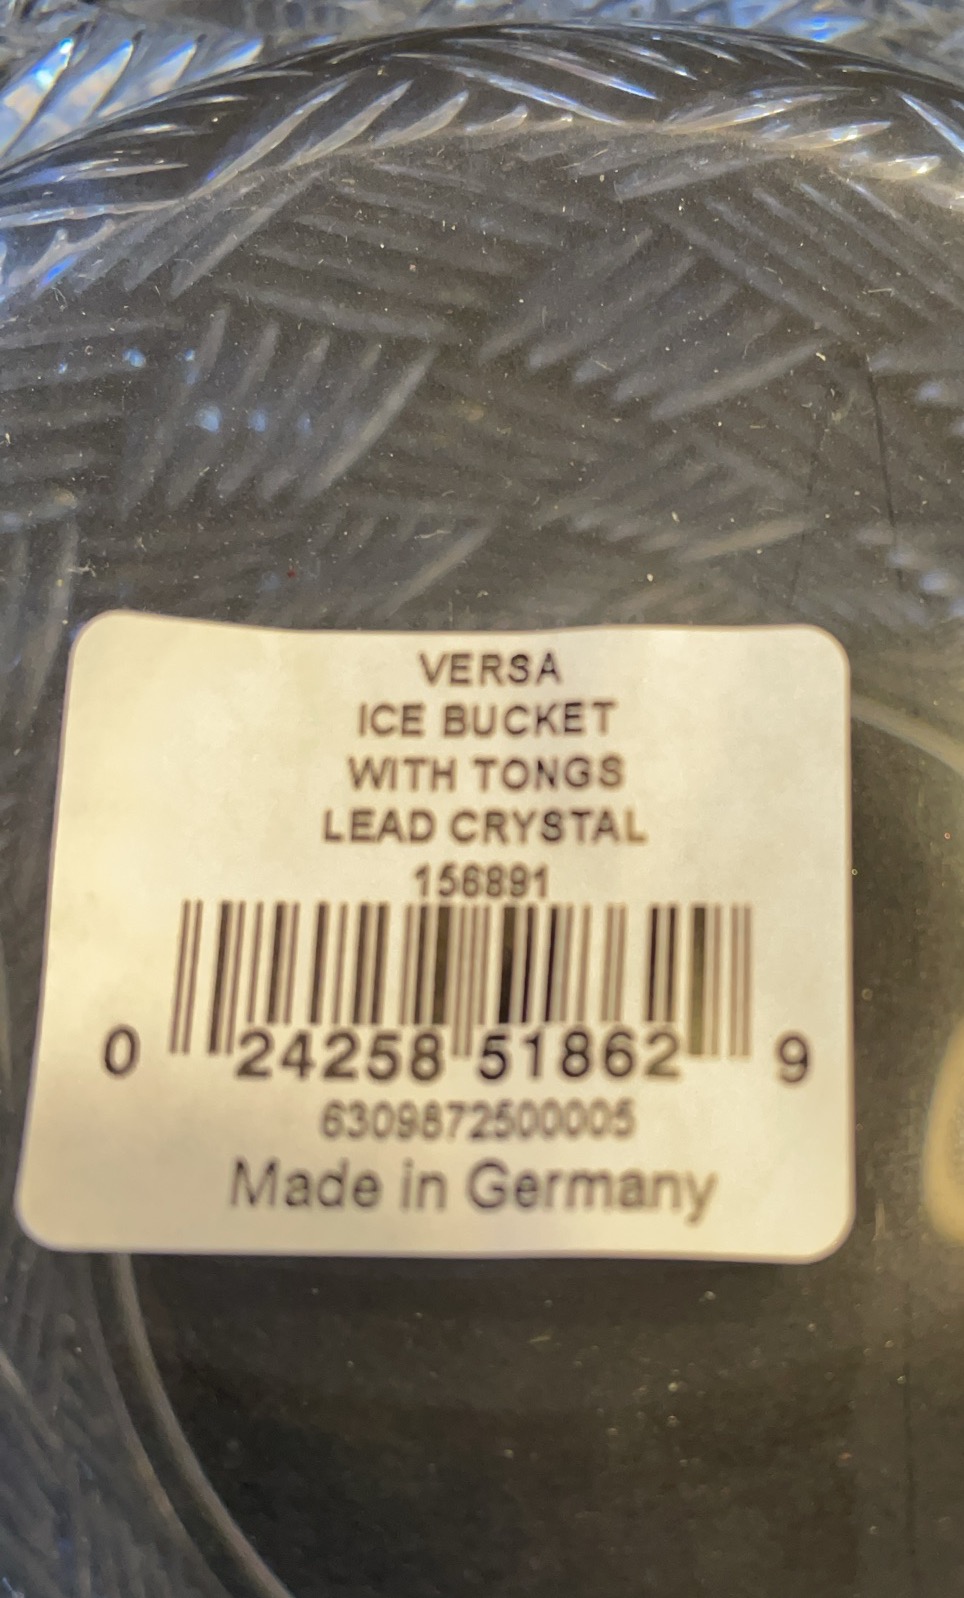 VERSA
ICE BUCKET
WITH TONGS
LEAD CRYSTAL
156891
0 24258 51862 9
6309872500005
Made in Germany